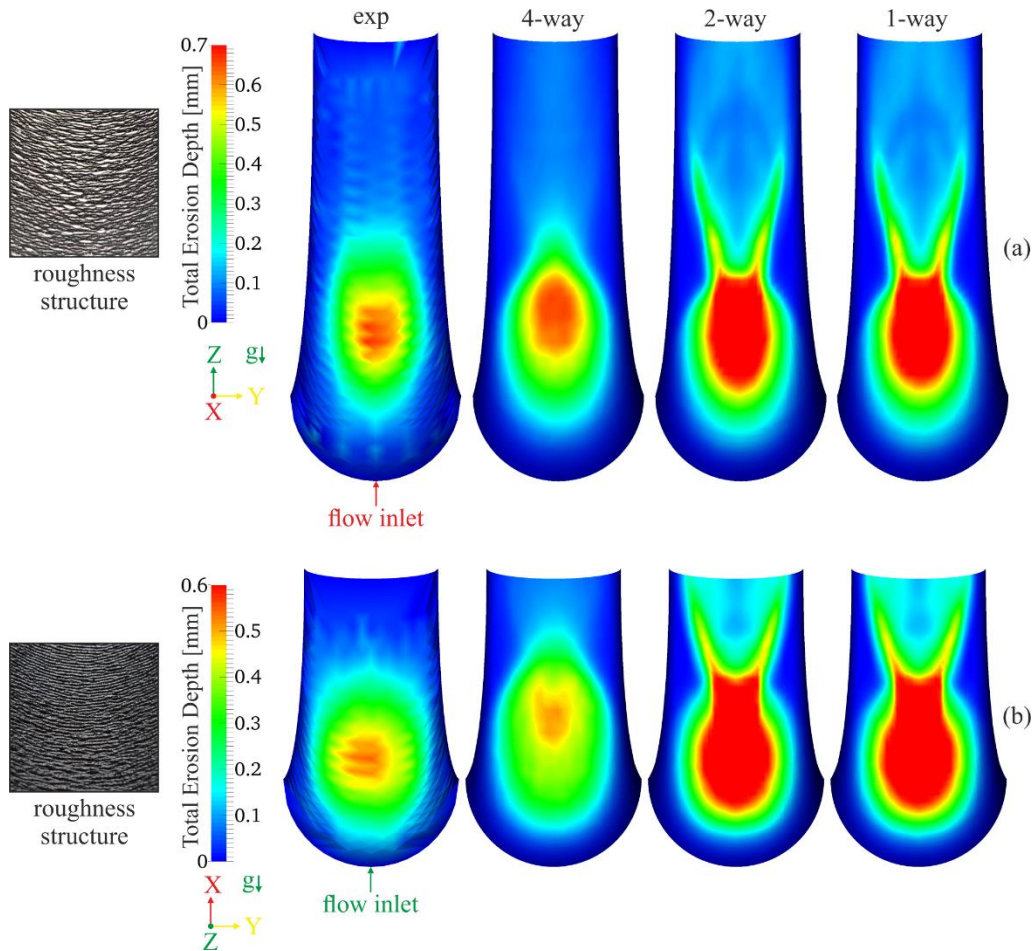 exp 4-way 2-way 1-way
Total Erosion Depth [mm]
0.7
0.6
0.5
0.4
0.3
0.2
0.1
0
roughness
structure
(a)
Z g↓
X Y
flow inlet
Total Erosion Depth [mm]
0.6
0.5
0.4
0.3
0.2
0.1
0
roughness
structure
(b)
X g↓
Z Y
flow inlet